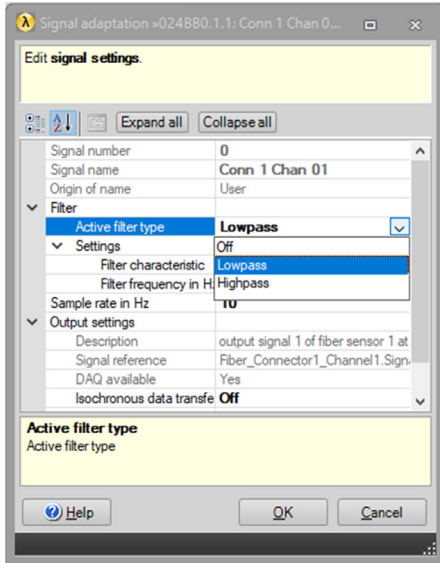 λ Signal adaptation »024BB0.1.1: Conn 1 Chan 0...
Edit signal settings.
Expand all Collapse all
Signal number 0
Signal name Conn 1 Chan 01
Origin of name User
Filter
Active filter type Lowpass
Settings Off
Filter characteristic Lowpass
Filter frequency in H Highpass
Sample rate in Hz 10
Output settings
Description output signal 1 of fiber sensor 1 at
Signal reference Fiber_Connector1_Channel1.Sign
DAQ available Yes
Isochronous data transfe Off
Active filter type
Active filter type
Help OK Cancel